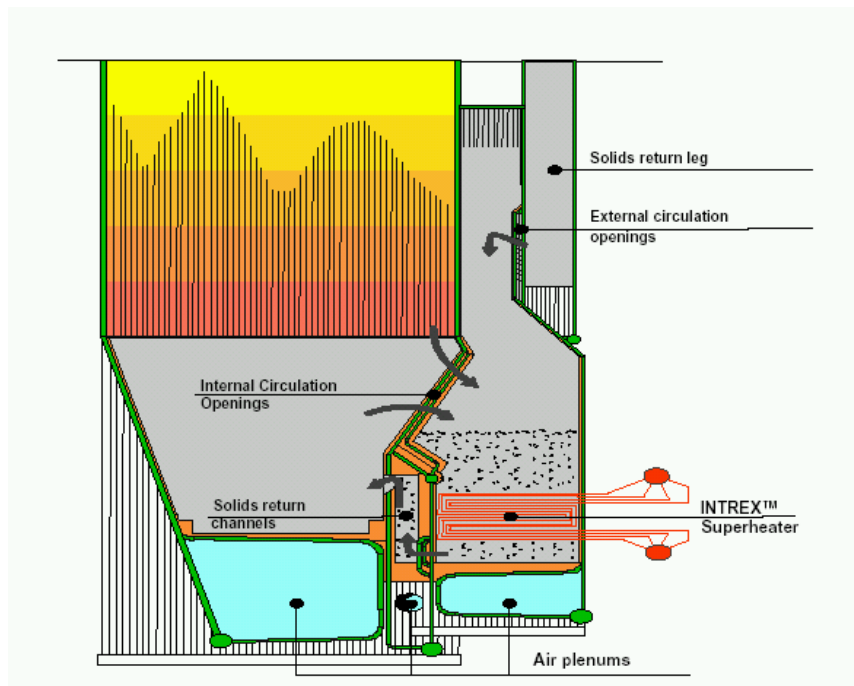 Solids return leg
External circulation
openings
Internal Circulation
Openings
Solids return
channels
INTREX™
Superheater
Air plenums